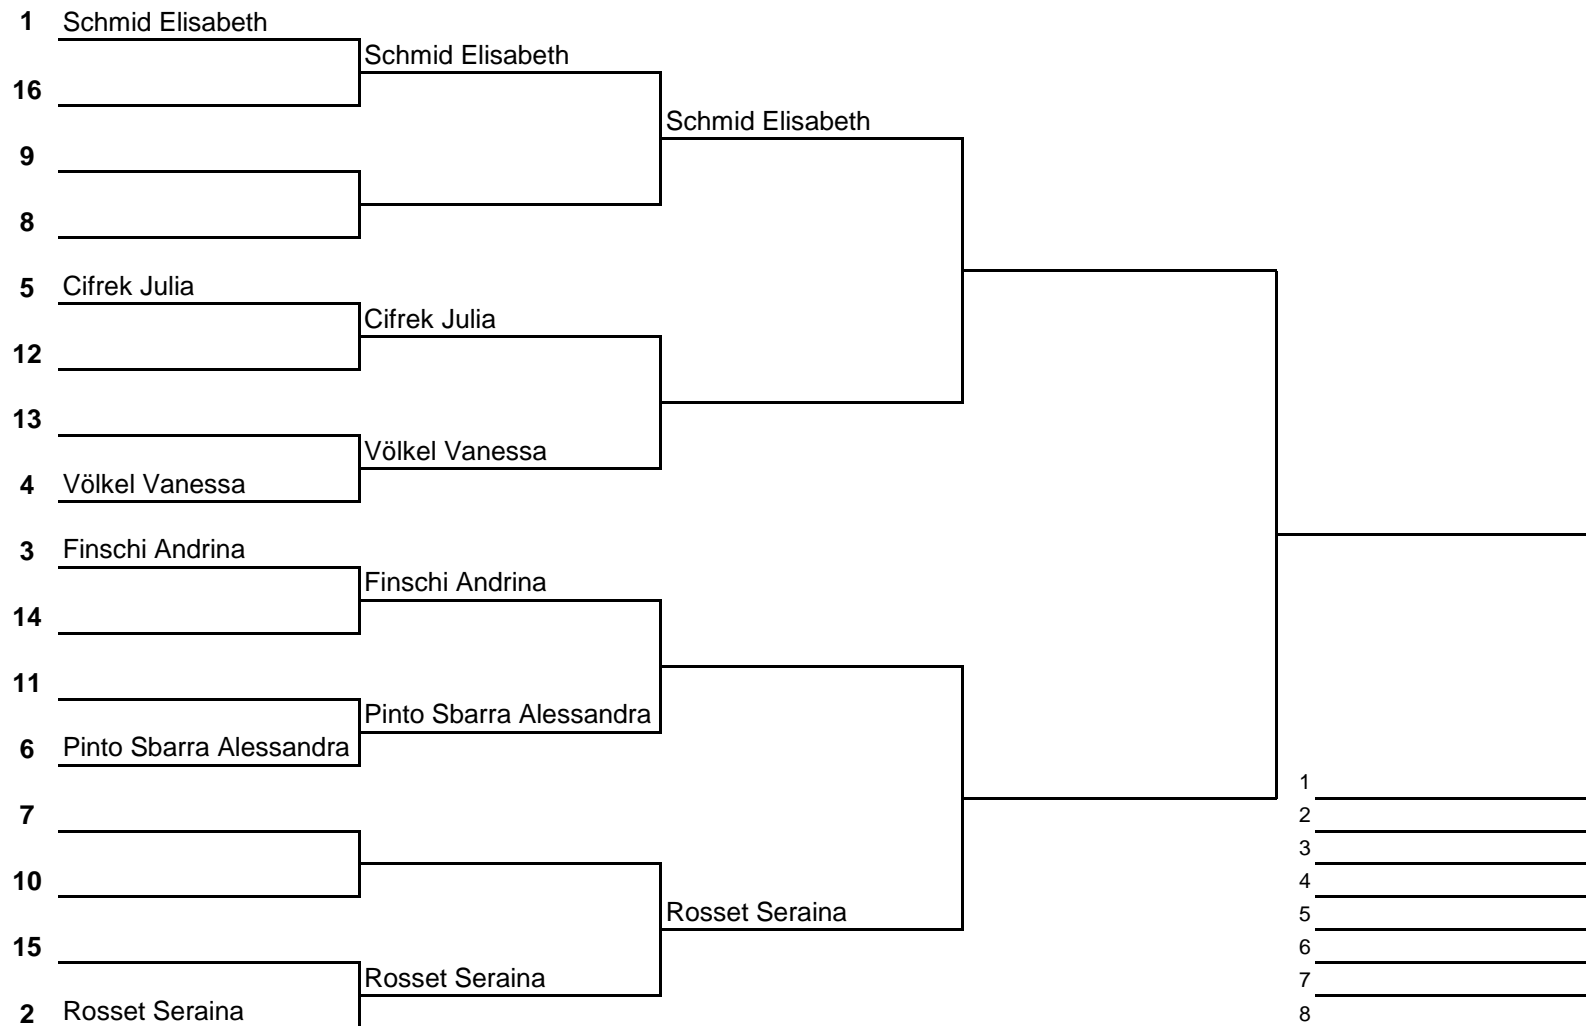 1 Schmid Elisabeth
Schmid Elisabeth
16
Schmid Elisabeth
9
8
5 Cifrek Julia
Cifrek Julia
12
13
Völkel Vanessa
4 Völkel Vanessa
3 Finschi Andrina
Finschi Andrina
14
11
Pinto Sbarra Alessandra
6 Pinto Sbarra Alessandra
7
10
Rosset Seraina
15
Rosset Seraina
2 Rosset Seraina
1
2
3
4
5
6
7
8